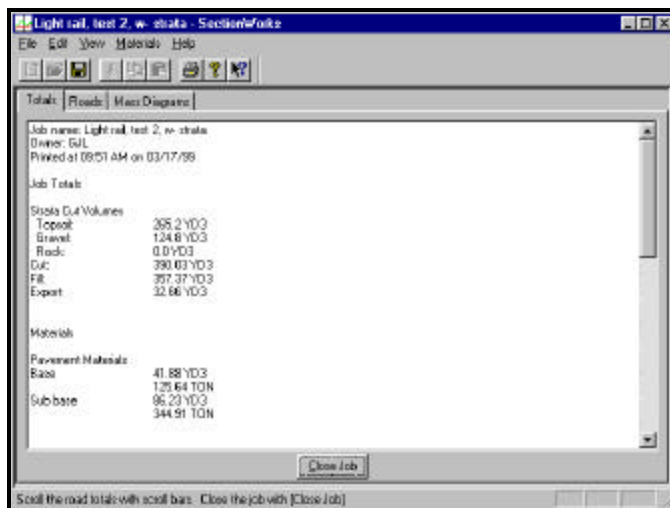 Light rail, test 2, w- strata - SectionWorks
File Edit View Materials Help
Totals Roads Mass Diagrams
Job name: Light rail, test 2, w- strata
Owner: GJL
Printed at 09:51 AM on 03/17/99
Job Totals
Strata Cut Volumes
Topsoil: 265.2 YD3
Gravel: 124.8 YD3
Rock: 0.0 YD3
Cut: 390.03 YD3
Fill: 357.37 YD3
Export: 32.66 YD3
Materials
Pavement Materials
Base 41.88 YD3
125.64 TON
Sub base 86.23 YD3
344.91 TON
Close Job
Scroll the road totals with scroll bars. Close the job with [Close Job]